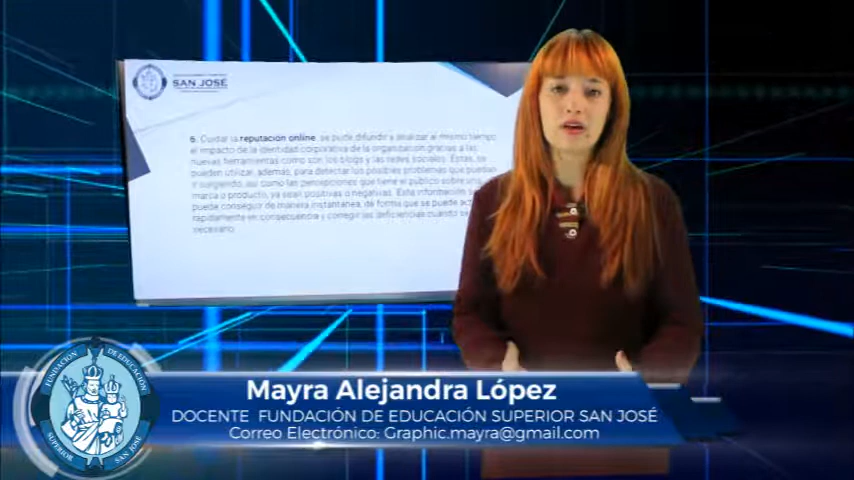 SAN JOSÉ
6. Cuidar la reputación online, se pude difundir y analizar al mismo tiempo
el impacto de la identidad corporativa de la organización gracias a las
nuevas herramientas como son los blogs y las redes sociales. Estas, se
pueden utilizar, además, para detectar los posibles problemas que puedan
ir surgiendo, así como las percepciones que tiene el público sobre una
marca o producto, ya sean positivas o negativas. Esta información se
puede conseguir de manera instantánea, de forma que se puede
rápidamente en consecuencia y corregir las deficiencias cuando
necesario.
Mayra Alejandra López
DOCENTE FUNDACIÓN DE EDUCACIÓN SUPERIOR SAN JOSÉ
Correo Electrónico: Graphic.mayra@gmail.com
FUNDACIÓN DE EDUCACIÓN
SUPERIOR SAN JOSÉ